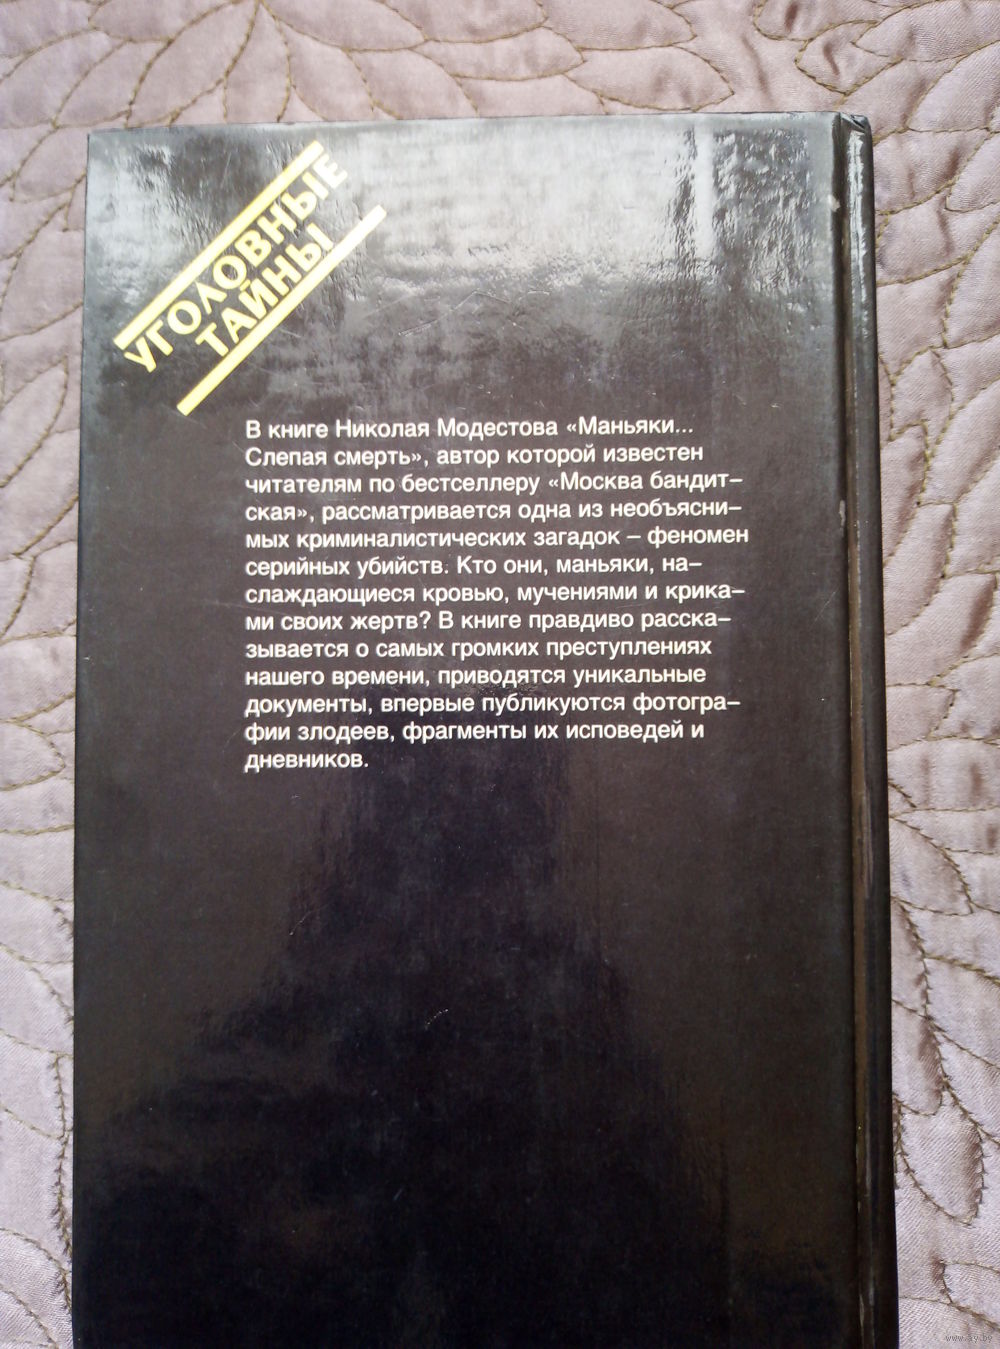 УГОЛОВНЫЕ
ТАЙНЫ
В книге Николая Модестова «Маньяки...
Слепая смерть», автор которой известен
читателям по бестселлеру «Москва бандит–
ская», рассматривается одна из необъясни–
мых криминалистических загадок – феномен
серийных убийств. Кто они, маньяки, на–
слаждающиеся кровью, мучениями и крика–
ми своих жертв? В книге правдиво расска–
зывается о самых громких преступлениях
нашего времени, приводятся уникальные
документы, впервые публикуются фотогра–
фии злодеев, фрагменты их исповедей и
дневников.
www.ay.by